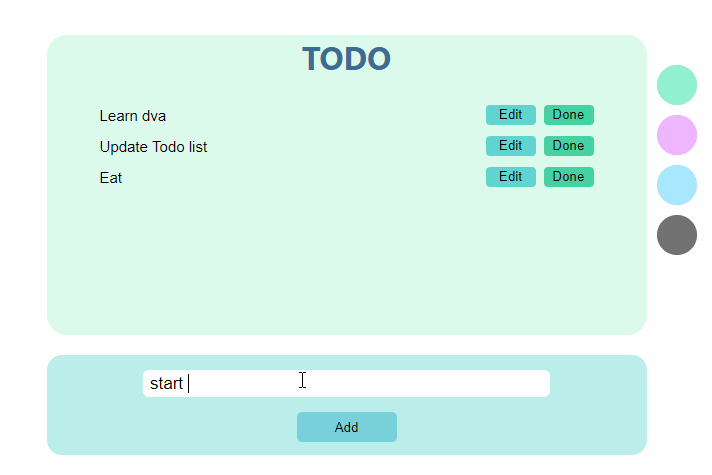 TODO
Learn dva Edit Done
Update Todo list Edit Done
Eat Edit Done
start
Add